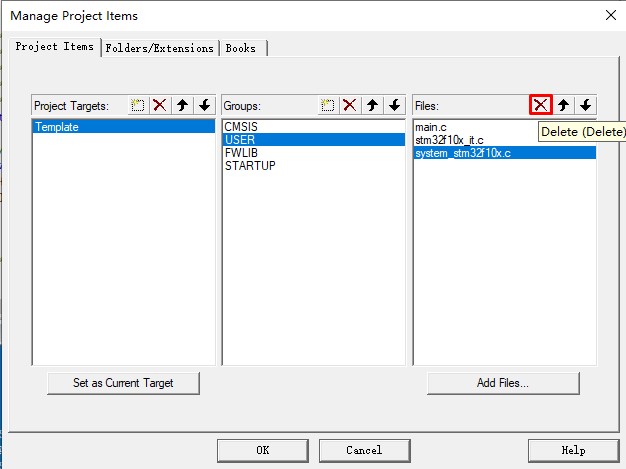 Manage Project Items
Project Items Folders/Extensions Books
Project Targets: Groups: Files:
Template
CMSIS
USER
FWLIB
STARTUP
main.c
stm32f10x_it.c
system_stm32f10x.c
Delete (Delete)
Set as Current Target Add Files...
OK Cancel Help